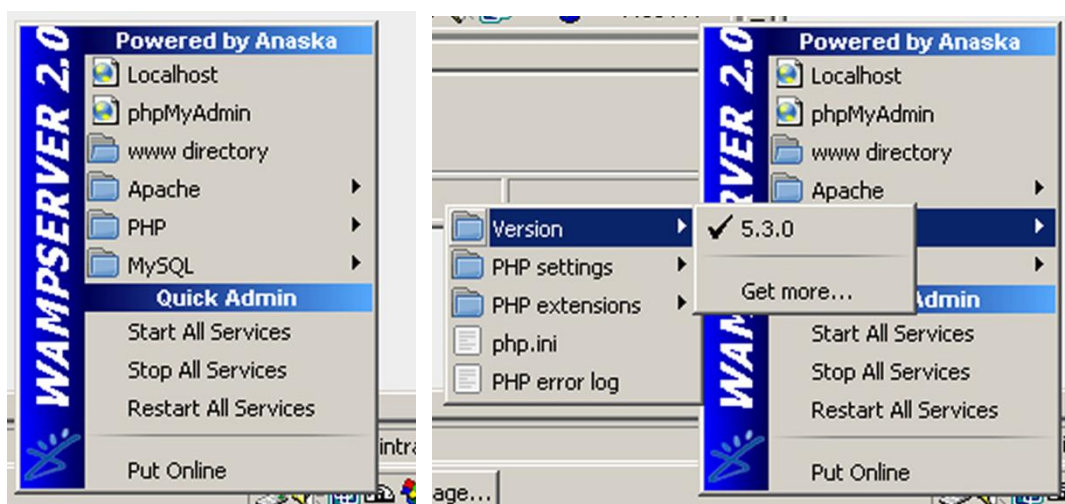 WAMPSERVER 2.0
Powered by Anaska
Localhost
phpMyAdmin
www directory
Apache
PHP
MySQL
Quick Admin
Start All Services
Stop All Services
Restart All Services
Put Online
intra
Powered by Anaska
Localhost
phpMyAdmin
www directory
Apache
Version
PHP settings
PHP extensions
php.ini
PHP error log
5.3.0
Get more...
Admin
Start All Services
Stop All Services
Restart All Services
Put Online
age...